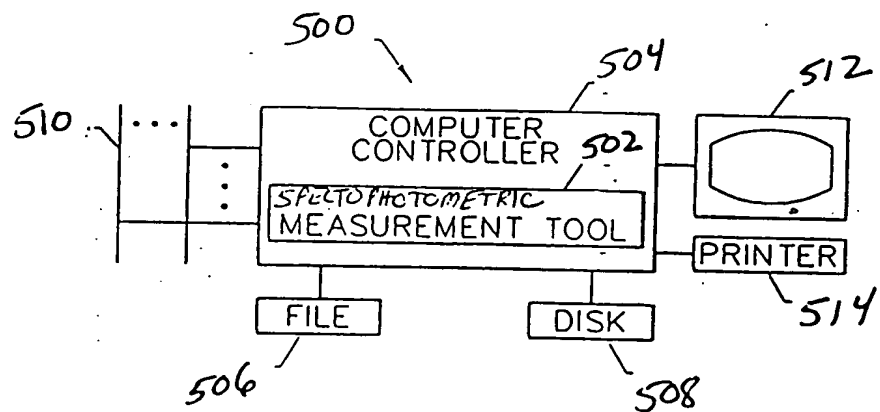 500
504
512
510
COMPUTER
CONTROLLER
502
SPECTOPHOTOMETRIC
MEASUREMENT TOOL
PRINTER
514
FILE
DISK
506
508